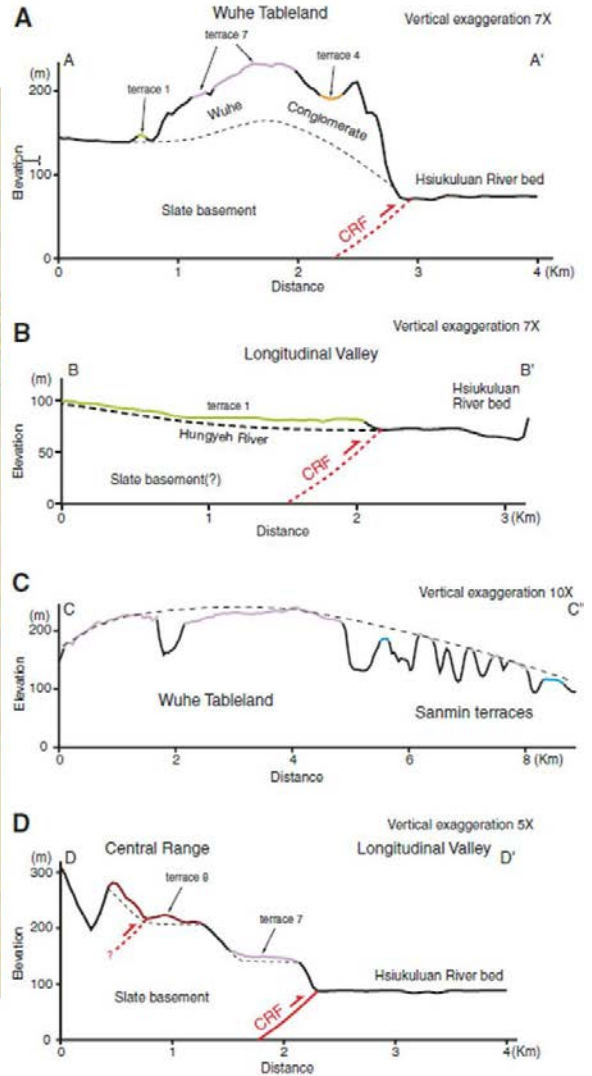 A
Wuhe Tableland
Vertical exaggeration 7X
A
A'
(m)
terrace 7
terrace 1
terrace 4
200
Wuhe
Conglomerate
100
Elevation
Slate basement
CRF
Hsiukuluan River bed
0
0 1 2 3 4 (Km)
Distance
B
Vertical exaggeration 7X
Longitudinal Valley
B
B'
(m)
Hsiukuluan
River bed
100
terrace 1
Hungyeh River
Elevation
50
CRF
Slate basement(?)
0
0 1 2 3 (Km)
Distance
C
Vertical exaggeration 10X
C
C"
(m)
200
Elevation
100
Wuhe Tableland
Sanmin terraces
0
0 2 4 6 8 (Km)
Distance
D
Vertical exaggeration 5X
Central Range
Longitudinal Valley
D
D'
(m)
300
terrace 9
terrace 7
200
?
Elevation
100
Slate basement
CRF
Hsiukuluan River bed
0
0 1 2 3 4 (Km)
Distance